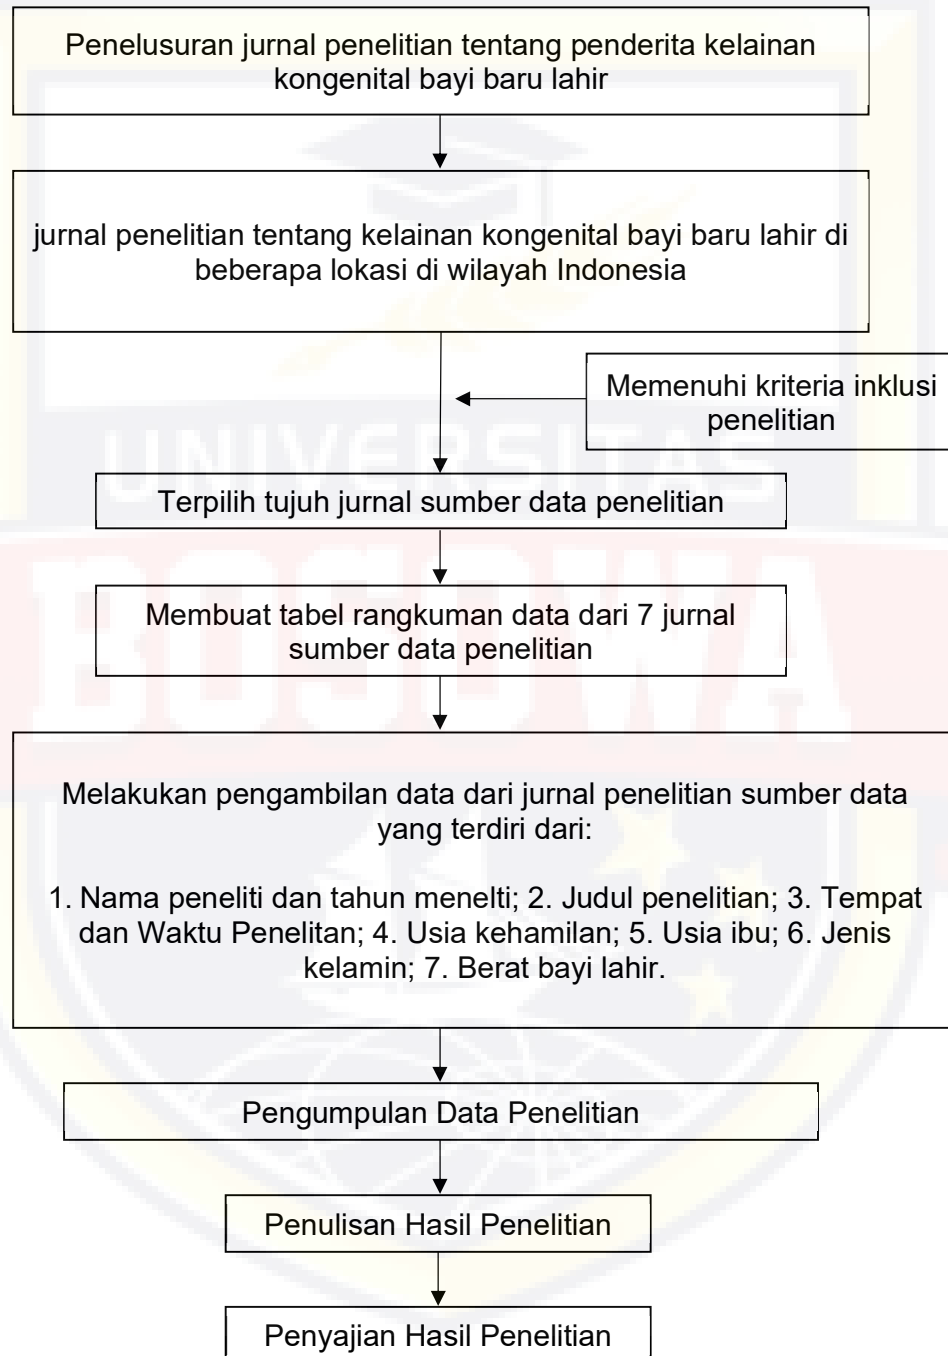 Penelusuran jurnal penelitian tentang penderita kelainan
kongenital bayi baru lahir
jurnal penelitian tentang kelainan kongenital bayi baru lahir di
beberapa lokasi di wilayah Indonesia
Memenuhi kriteria inklusi
penelitian
UNIVERSITAS
Terpilih tujuh jurnal sumber data penelitian
BOSOWA
Membuat tabel rangkuman data dari 7 jurnal
sumber data penelitian
Melakukan pengambilan data dari jurnal penelitian sumber data
yang terdiri dari:
1. Nama peneliti dan tahun menelti; 2. Judul penelitian; 3. Tempat
dan Waktu Penelitan; 4. Usia kehamilan; 5. Usia ibu; 6. Jenis
kelamin; 7. Berat bayi lahir.
Pengumpulan Data Penelitian
Penulisan Hasil Penelitian
Penyajian Hasil Penelitian